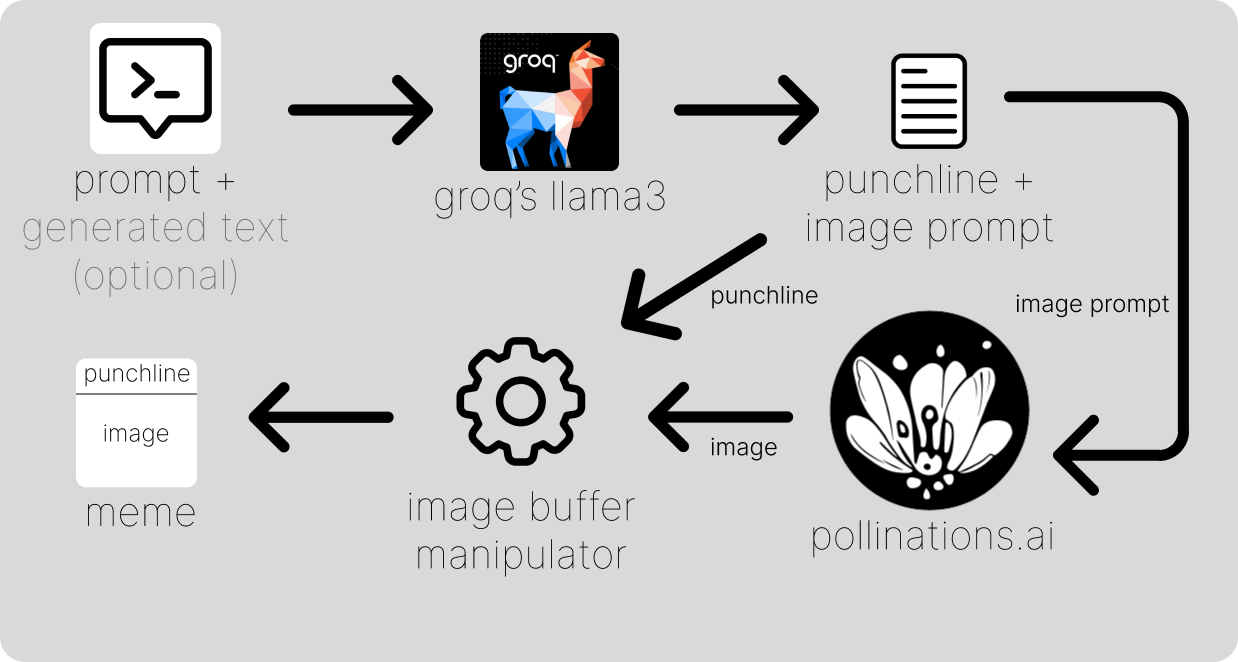 groq
prompt +
generated text
(optional)
groq's llama3
punchline +
image prompt
punchline
image prompt
punchline
image
image
meme
image buffer
manipulator
pollinations.ai